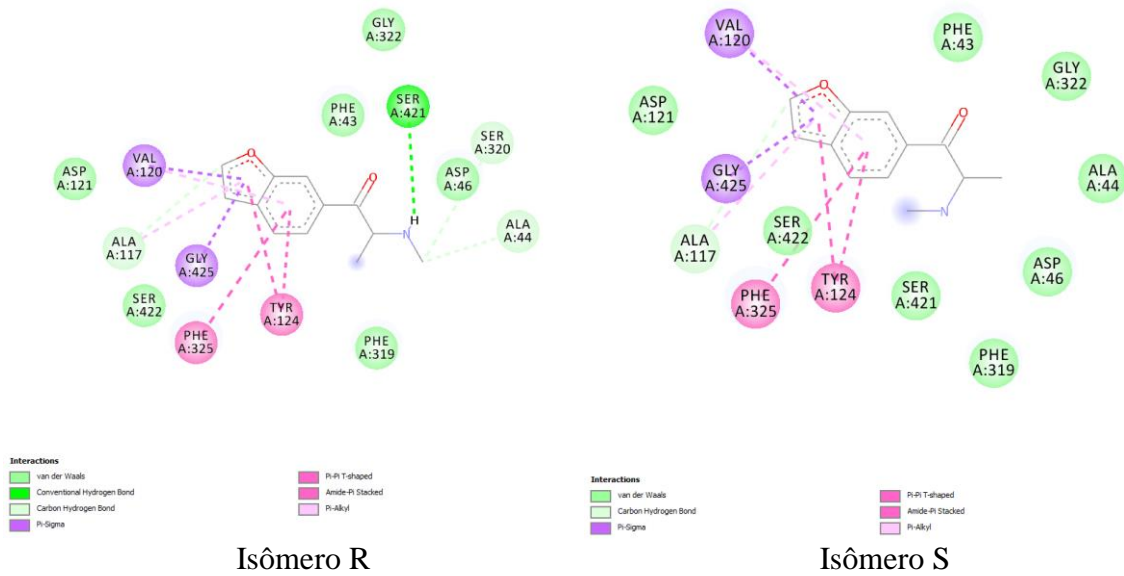 GLY
A:322
PHE
A:43
SER
A:421
SER
A:320
VAL
A:120
ASP
A:121
ASP
A:46
O
O
N
H
ALA
A:117
GLY
A:425
ALA
A:44
SER
A:422
TYR
A:124
PHE
A:325
PHE
A:319
Interactions
van der Waals
Conventional Hydrogen Bond
Carbon Hydrogen Bond
Pi-Sigma
Pi-Pi T-shaped
Amide-Pi Stacked
Pi-Alkyl
Isômero R
VAL
A:120
PHE
A:43
GLY
A:322
ASP
A:121
O
O
N
GLY
A:425
ALA
A:44
SER
A:422
ALA
A:117
ASP
A:46
PHE
A:325
TYR
A:124
SER
A:421
PHE
A:319
Interactions
van der Waals
Carbon Hydrogen Bond
Pi-Sigma
Pi-Pi T-shaped
Amide-Pi Stacked
Pi-Alkyl
Isômero S